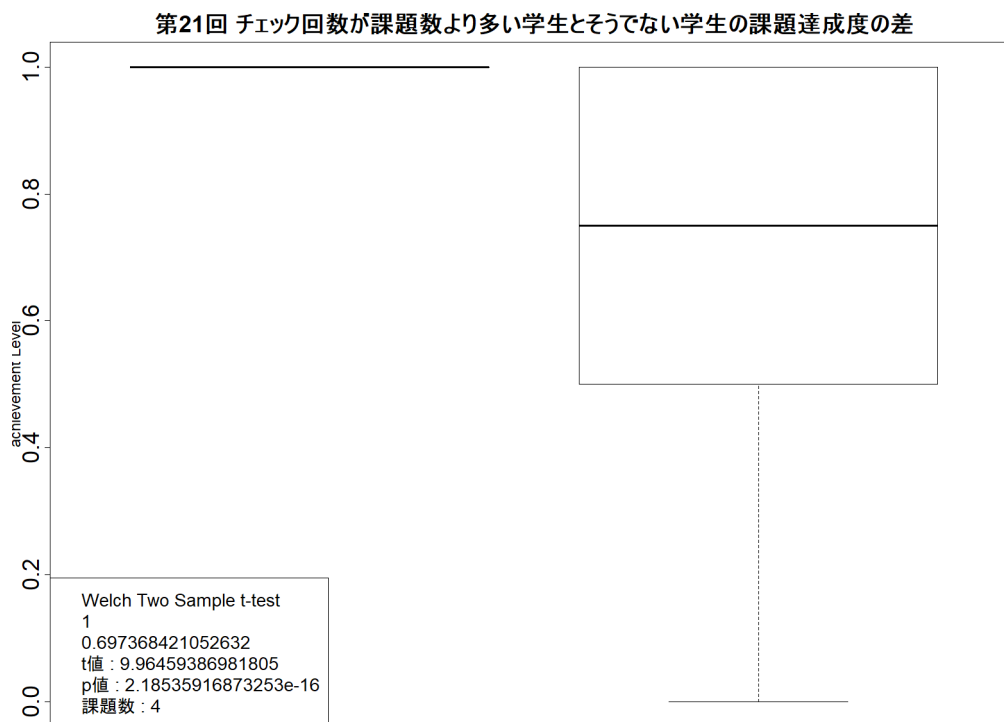 第21回 チェック回数が課題数より多い学生とそうでない学生の課題達成度の差
1.0
0.8
0.6
achievement Level
0.4
0.2
0.0
Welch Two Sample t-test
1
0.697368421052632
t値 : 9.96459386981805
p値 : 2.18535916873253e-16
課題数 : 4